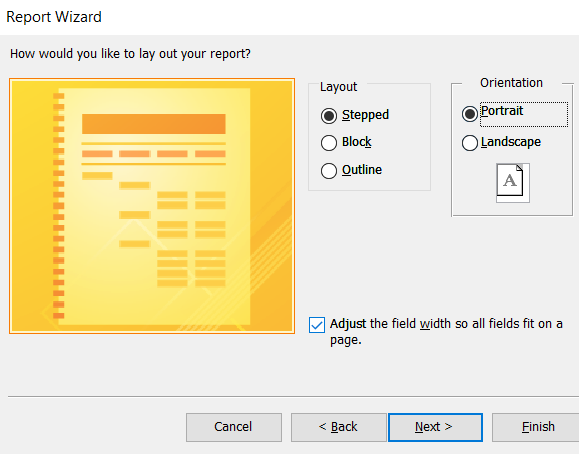 Report Wizard
How would you like to lay out your report?
Layout
Stepped
Block
Outline
Orientation
Portrait
Landscape
A
Adjust the field width so all fields fit on a
page.
Cancel
< Back
Next >
Finish